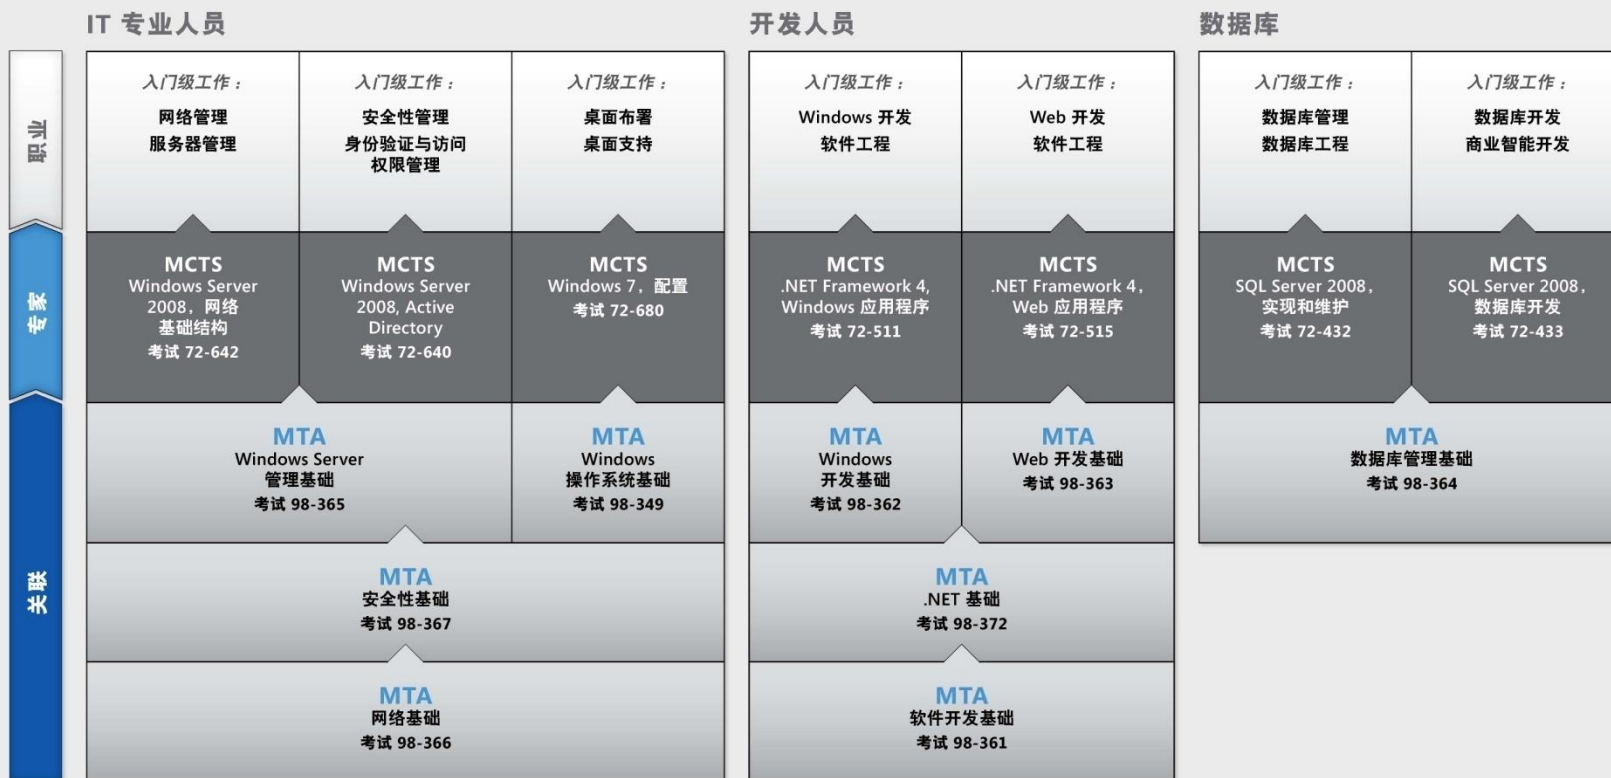 IT 专业人员
开发人员
数据库
职业
入门级工作：
网络管理
服务器管理
入门级工作：
安全性管理
身份验证与访问
权限管理
入门级工作：
桌面布署
桌面支持
入门级工作：
Windows 开发
软件工程
入门级工作：
Web 开发
软件工程
入门级工作：
数据库管理
数据库工程
入门级工作：
数据库开发
商业智能开发
专家
MCTS
Windows Server
2008，网络
基础结构
考试 72-642
MCTS
Windows Server
2008, Active
Directory
考试 72-640
MCTS
Windows 7，配置
考试 72-680
MCTS
.NET Framework 4,
Windows 应用程序
考试 72-511
MCTS
.NET Framework 4，
Web 应用程序
考试 72-515
MCTS
SQL Server 2008，
实现和维护
考试 72-432
MCTS
SQL Server 2008，
数据库开发
考试 72-433
关联
MTA
Windows Server
管理基础
考试 98-365
MTA
Windows
操作系统基础
考试 98-349
MTA
Windows
开发基础
考试 98-362
MTA
Web 开发基础
考试 98-363
MTA
数据库管理基础
考试 98-364
MTA
安全性基础
考试 98-367
MTA
.NET 基础
考试 98-372
MTA
网络基础
考试 98-366
MTA
软件开发基础
考试 98-361